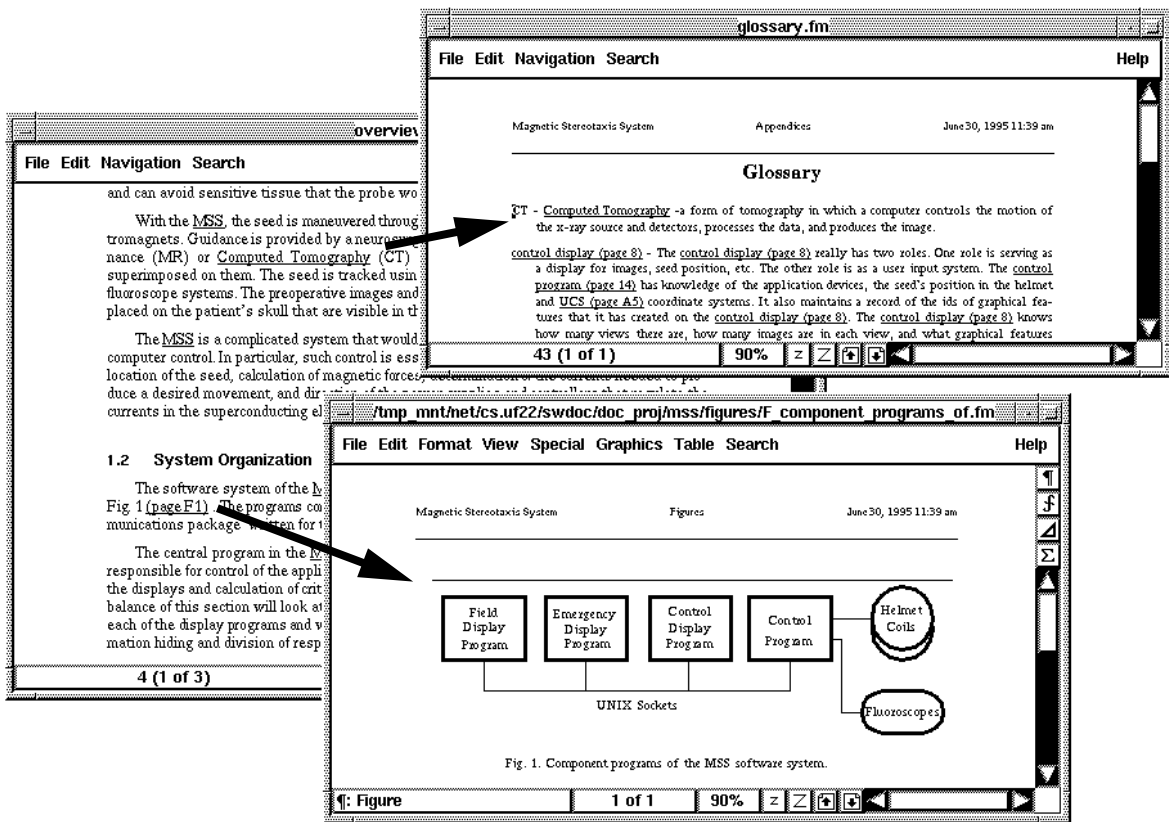 glossary.fm
File Edit Navigation Search Help
Magnetic Stereotaxis System Appendices June 30, 1995 11:39 am
Glossary
CT - Computed Tomography -a form of tomography in which a computer controls the motion of
the x-ray source and detectors, processes the data, and produces the image.
control display (page 8) - The control display (page 8) really has two roles. One role is serving as
a display for images, seed position, etc. The other role is as a user input system. The control
program (page 14) has knowledge of the application devices, the seed's position in the helmet
and UCS (page A5) coordinate systems. It also maintains a record of the ids of graphical fea-
tures that it has created on the control display (page 8). The control display (page 8) knows
how many views there are, how many images are in each view, and what graphical features
43 (1 of 1) 90% z Z
overview
File Edit Navigation Search
and can avoid sensitive tissue that the probe wo
With the MSS, the seed is maneuvered throug
tromagnets. Guidance is provided by a neurosurg
nance (MR) or Computed Tomography (CT)
superimposed on them. The seed is tracked usin
fluoroscope systems. The preoperative images and
placed on the patient's skull that are visible in th
The MSS is a complicated system that would
computer control. In particular, such control is ess
location of the seed, calculation of magnetic forces, determination of the currents needed to pro-
duce a desired movement, and direction of the power supplies and controllers that regulate the
currents in the superconducting el
1.2 System Organization
The software system of the M
Fig. 1 (page F1) . The programs co
munications package written for t
The central program in the M
responsible for control of the appli
the displays and calculation of crit
balance of this section will look at
each of the display programs and w
mation hiding and division of resp
4 (1 of 3)
/tmp_mnt/net/cs.uf22/swdoc/doc_proj/mss/figures/F_component_programs_of.fm
File Edit Format View Special Graphics Table Search Help
¶
f
Σ
Magnetic Stereotaxis System Figures June 30, 1995 11:39 am
Field
Display
Program
Emergency
Display
Program
Control
Display
Program
Control
Program
Helmet
Coils
Fluoroscopes
UNIX Sockets
Fig. 1. Component programs of the MSS software system.
¶: Figure 1 of 1 90% z Z